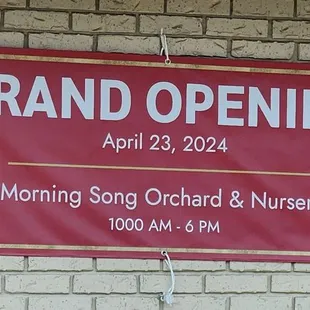 RAND OPENI
April 23, 2024
Morning Song Orchard & Nurser
1000 AM - 6 PM